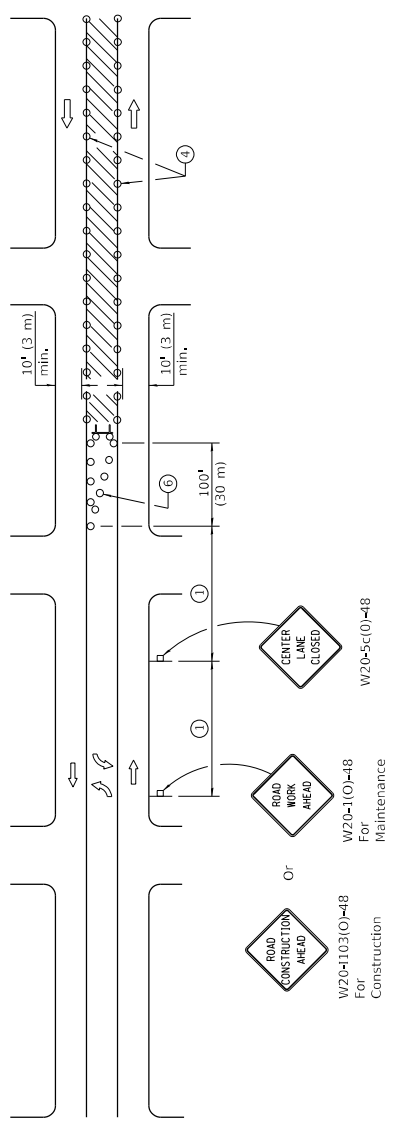 10' (3 m)
min.
10' (3 m)
min.
4
6
100'
(30 m)
1
1
CENTER
LANE
CLOSED
W20-5c(0)-48
ROAD
WORK
AHEAD
W20-1(O)-48
For
Maintenance
Or
ROAD
CONSTRUCTION
AHEAD
W20-I103(O)-48
For
Construction